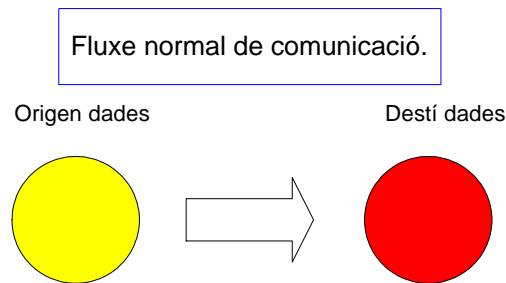 Fluxe normal de comunicació.
Origen dades
Destí dades